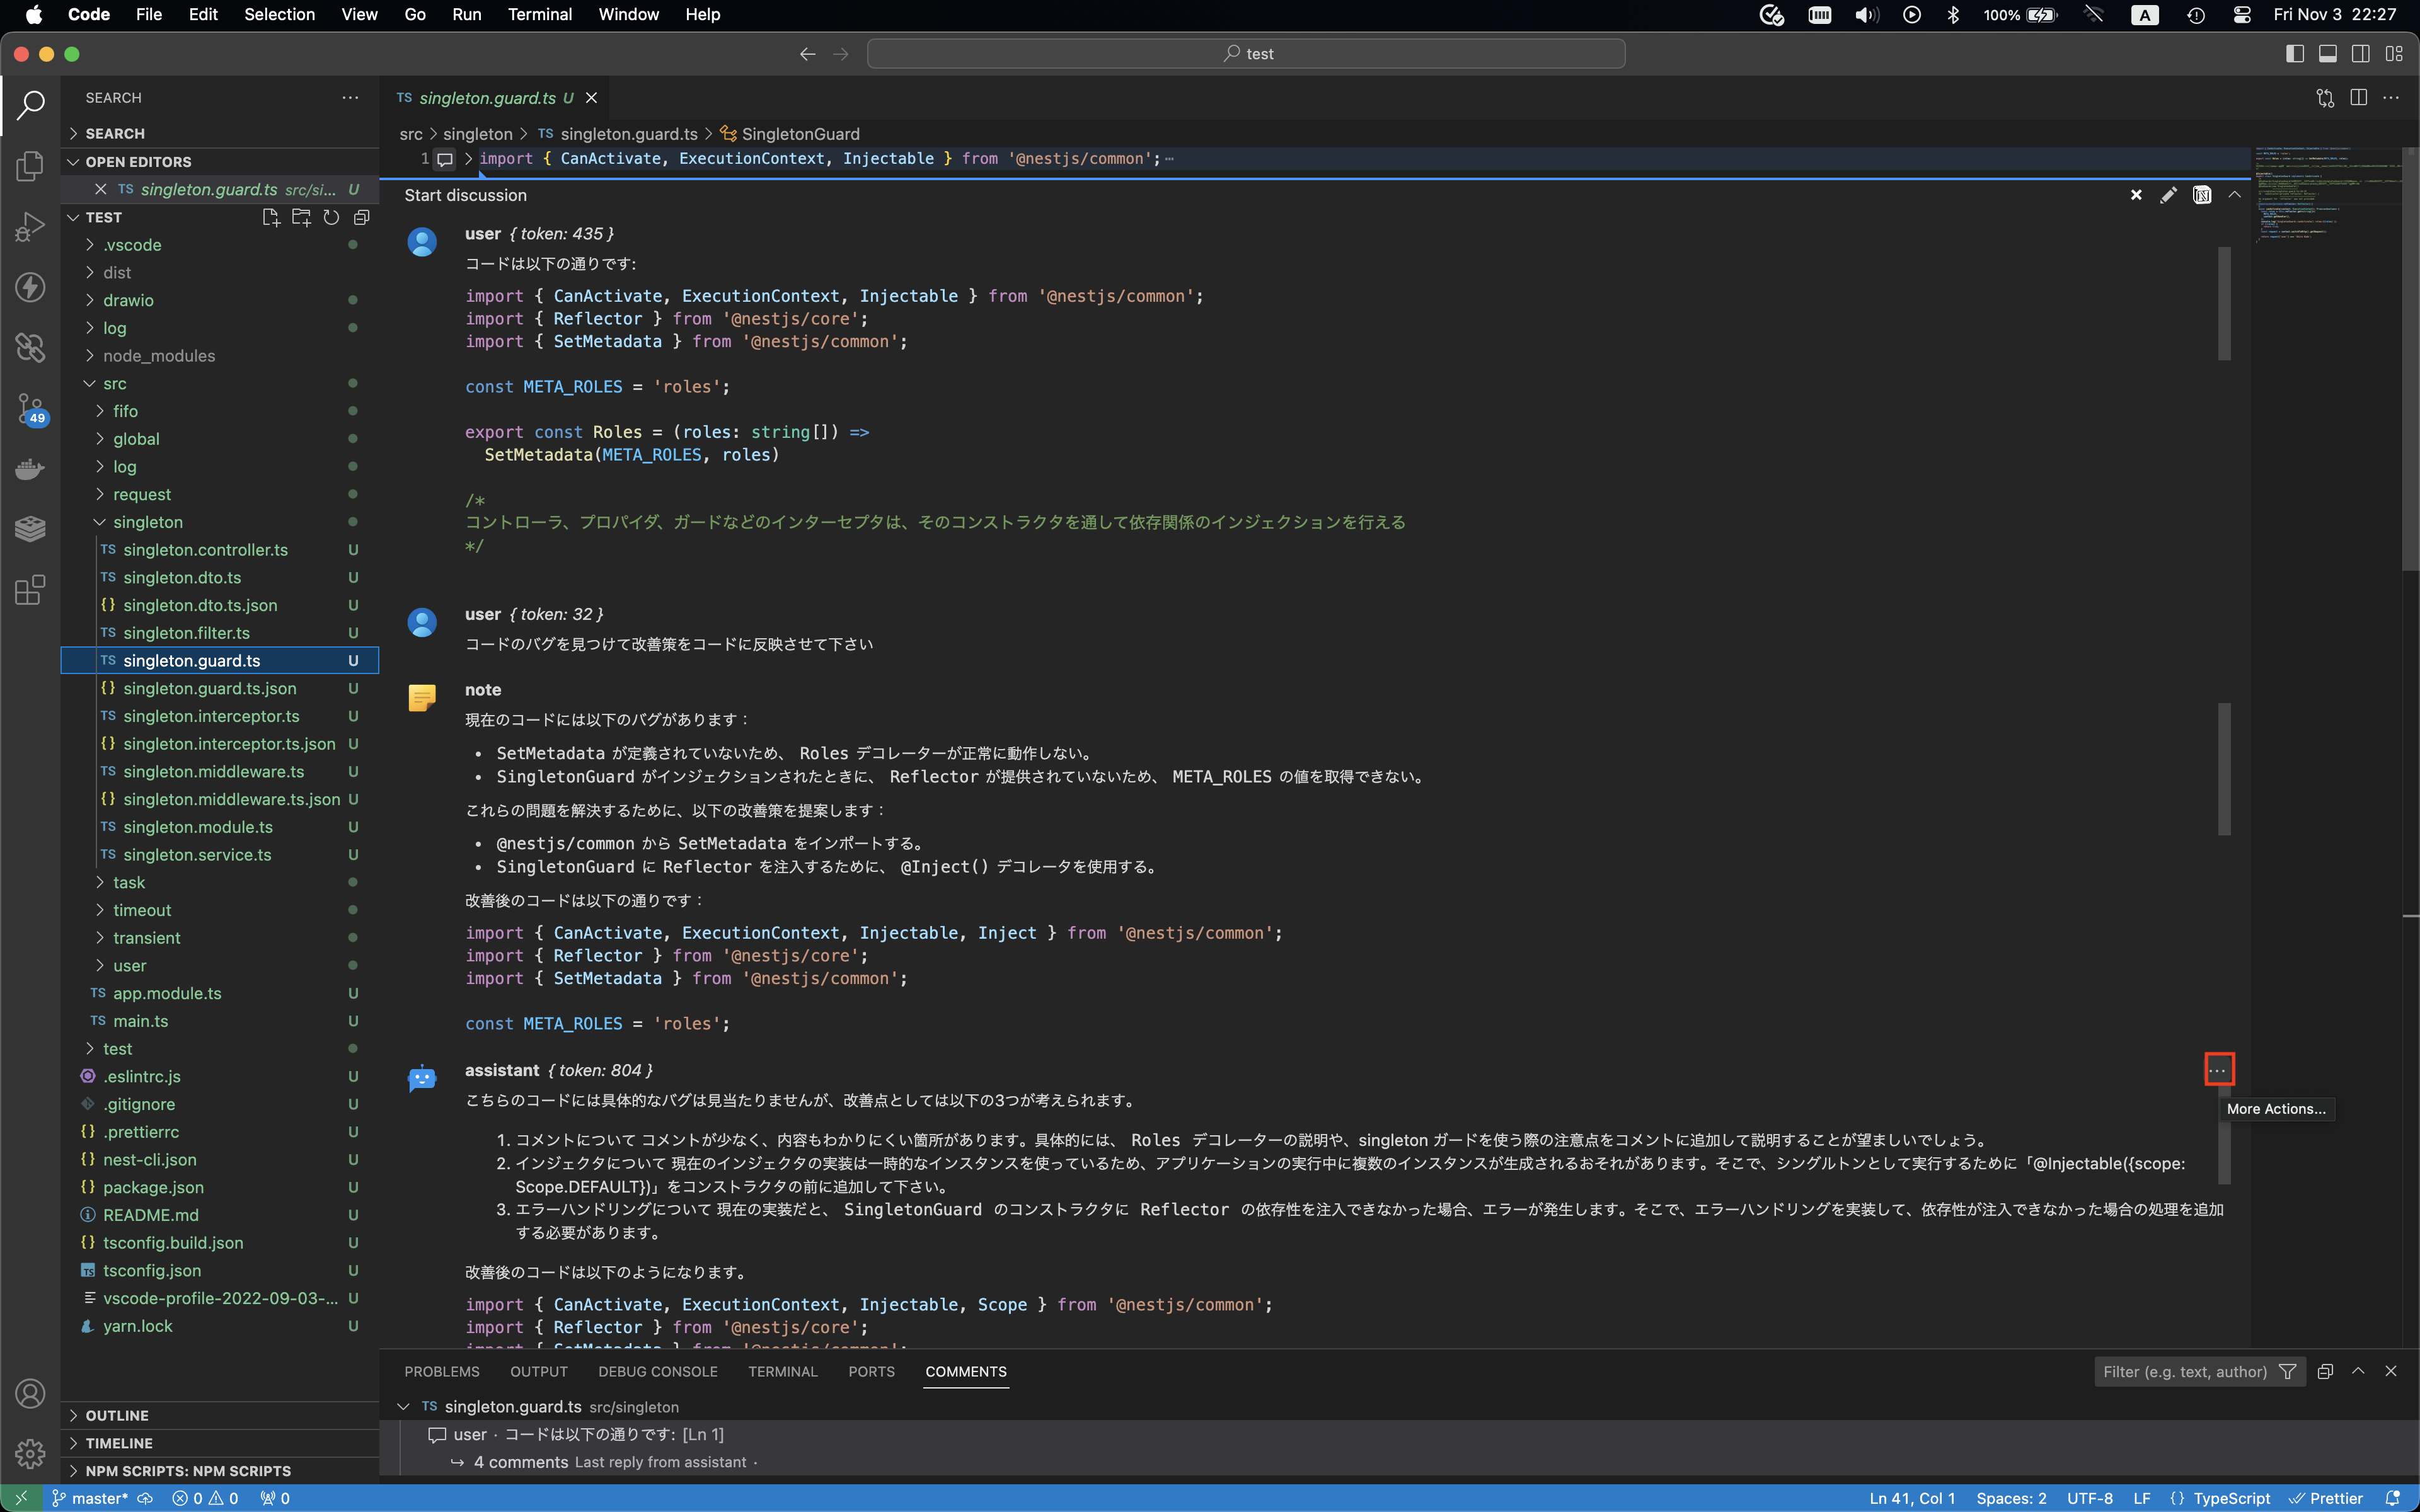 Code File Edit Selection View Go Run Terminal Window Help
100% A Fri Nov 3 22:27
test
SEARCH
SEARCH
OPEN EDITORS
TS singleton.guard.ts src/si... U
TEST
.vscode
dist
drawio
log
node_modules
src
fifo
global
log
request
singleton
TS singleton.controller.ts U
TS singleton.dto.ts U
{} singleton.dto.ts.json U
TS singleton.filter.ts U
TS singleton.guard.ts U
{} singleton.guard.ts.json U
TS singleton.interceptor.ts U
{} singleton.interceptor.ts.json U
TS singleton.middleware.ts U
{} singleton.middleware.ts.json U
TS singleton.module.ts U
TS singleton.service.ts U
task
timeout
transient
user
TS app.module.ts U
TS main.ts U
test
.eslintrc.js U
.gitignore U
{} .prettierrc U
{} nest-cli.json U
{} package.json U
README.md U
{} tsconfig.build.json U
TS tsconfig.json U
vscode-profile-2022-09-03-... U
yarn.lock U
OUTLINE
TIMELINE
NPM SCRIPTS: NPM SCRIPTS
49
TS singleton.guard.ts U
src > singleton > TS singleton.guard.ts > SingletonGuard
1 import { CanActivate, ExecutionContext, Injectable } from '@nestjs/common';
Start discussion
user { token: 435 }
コードは以下の通りです:
import { CanActivate, ExecutionContext, Injectable } from '@nestjs/common';
import { Reflector } from '@nestjs/core';
import { SetMetadata } from '@nestjs/common';
const META_ROLES = 'roles';
export const Roles = (roles: string[]) =>
SetMetadata(META_ROLES, roles)
/*
コントローラ、プロパイダ、ガードなどのインターセプタは、そのコンストラクタを通して依存関係のインジェクションを行える
*/
user { token: 32 }
コードのバグを見つけて改善策をコードに反映させて下さい
note
現在のコードには以下のバグがあります：
• SetMetadata が定義されていないため、 Roles デコレーターが正常に動作しない。
• SingletonGuard がインジェクションされたときに、 Reflector が提供されていないため、 META_ROLES の値を取得できない。
これらの問題を解決するために、以下の改善策を提案します：
• @nestjs/common から SetMetadata をインポートする。
• SingletonGuard に Reflector を注入するために、 @Inject() デコレータを使用する。
改善後のコードは以下の通りです：
import { CanActivate, ExecutionContext, Injectable, Inject } from '@nestjs/common';
import { Reflector } from '@nestjs/core';
import { SetMetadata } from '@nestjs/common';
const META_ROLES = 'roles';
assistant { token: 804 }
...
More Actions...
こちらのコードには具体的なバグは見当たりませんが、改善点としては以下の3つが考えられます。
1. コメントについて コメントが少なく、内容もわかりにくい箇所があります。具体的には、 Roles デコレーターの説明や、singleton ガードを使う際の注意点をコメントに追加して説明することが望ましいでしょう。
2. インジェクタについて 現在のインジェクタの実装は一時的なインスタンスを使っているため、アプリケーションの実行中に複数のインスタンスが生成されるおそれがあります。そこで、シングルトンとして実行するために「@Injectable({scope:
Scope.DEFAULT})」をコンストラクタの前に追加して下さい。
3. エラーハンドリングについて 現在の実装だと、 SingletonGuard のコンストラクタに Reflector の依存性を注入できなかった場合、エラーが発生します。そこで、エラーハンドリングを実装して、依存性が注入できなかった場合の処理を追加
する必要があります。
改善後のコードは以下のようになります。
import { CanActivate, ExecutionContext, Injectable, Scope } from '@nestjs/common';
import { Reflector } from '@nestjs/core';
import { SetMetadata } from '@nestjs/common';
PROBLEMS OUTPUT DEBUG CONSOLE TERMINAL PORTS COMMENTS
Filter (e.g. text, author)
TS singleton.guard.ts src/singleton
user · コードは以下の通りです: [Ln 1]
4 comments Last reply from assistant ·
master* 0 0 0
Ln 41, Col 1 Spaces: 2 UTF-8 LF {} TypeScript Prettier